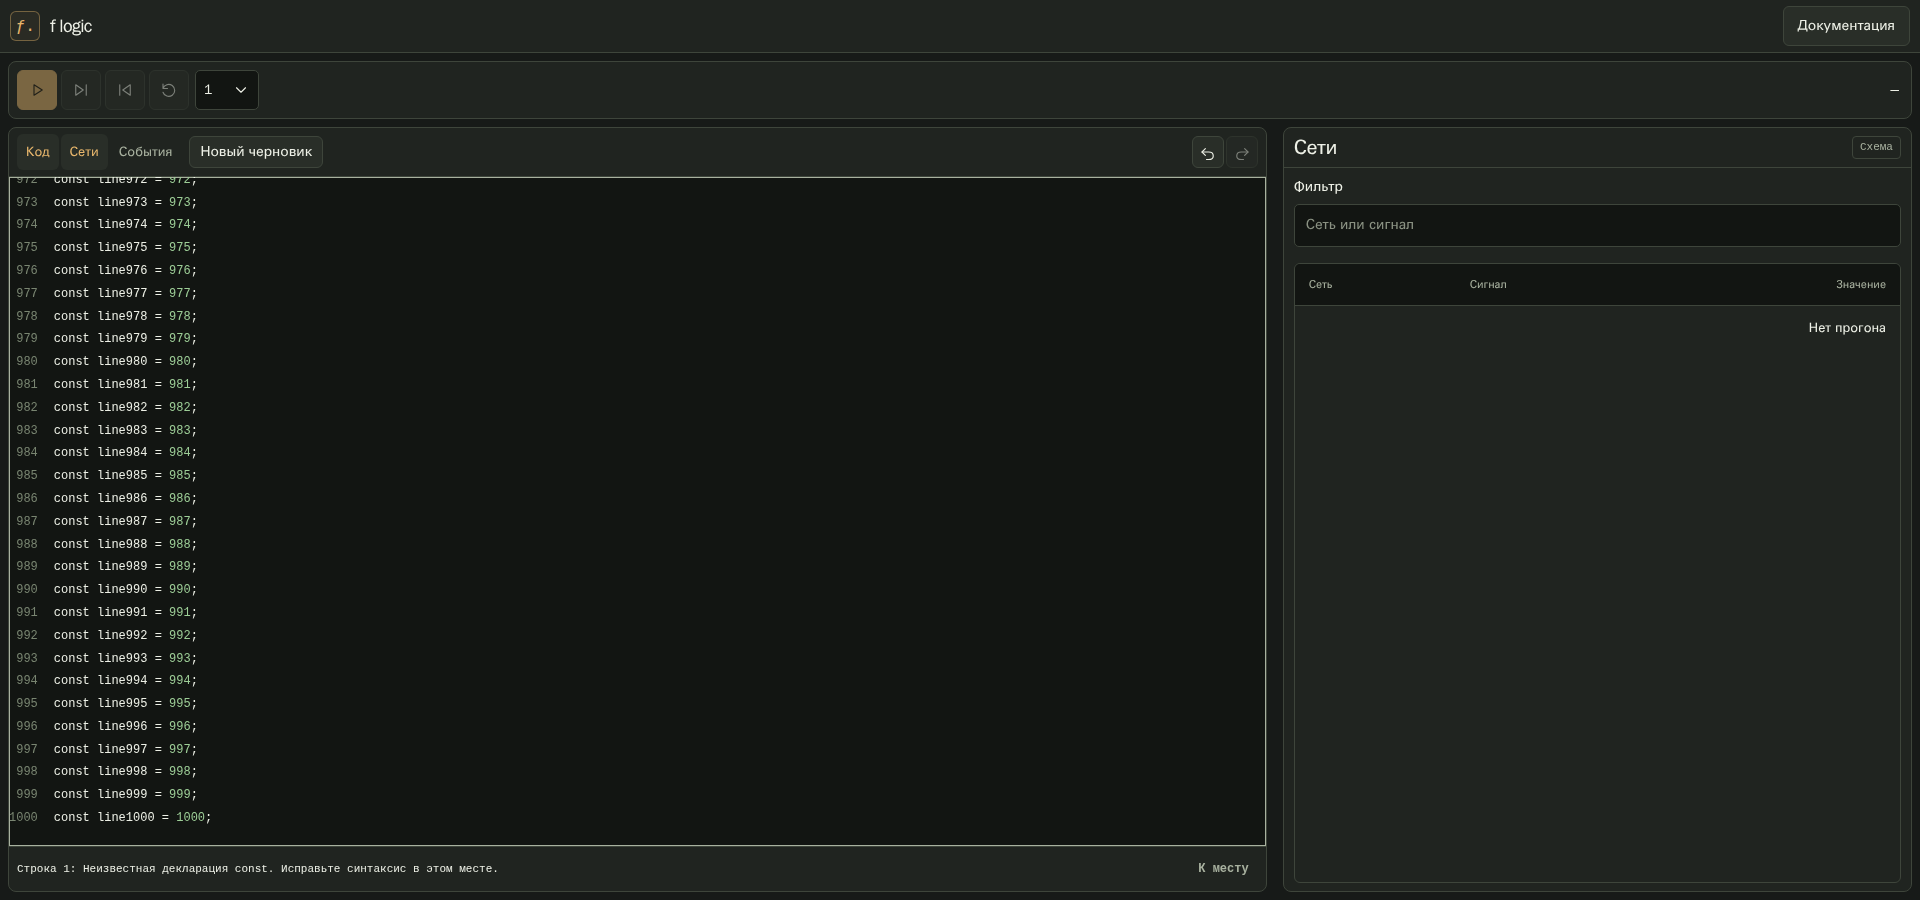 f. f logic
Документация
1
Код Сети События Новый черновик
972 const line972 = 972;
973 const line973 = 973;
974 const line974 = 974;
975 const line975 = 975;
976 const line976 = 976;
977 const line977 = 977;
978 const line978 = 978;
979 const line979 = 979;
980 const line980 = 980;
981 const line981 = 981;
982 const line982 = 982;
983 const line983 = 983;
984 const line984 = 984;
985 const line985 = 985;
986 const line986 = 986;
987 const line987 = 987;
988 const line988 = 988;
989 const line989 = 989;
990 const line990 = 990;
991 const line991 = 991;
992 const line992 = 992;
993 const line993 = 993;
994 const line994 = 994;
995 const line995 = 995;
996 const line996 = 996;
997 const line997 = 997;
998 const line998 = 998;
999 const line999 = 999;
1000 const line1000 = 1000;
Строка 1: Неизвестная декларация const. Исправьте синтаксис в этом месте.
К месту
Сети
Схема
Фильтр
Сеть или сигнал
Сеть Сигнал Значение
Нет прогона